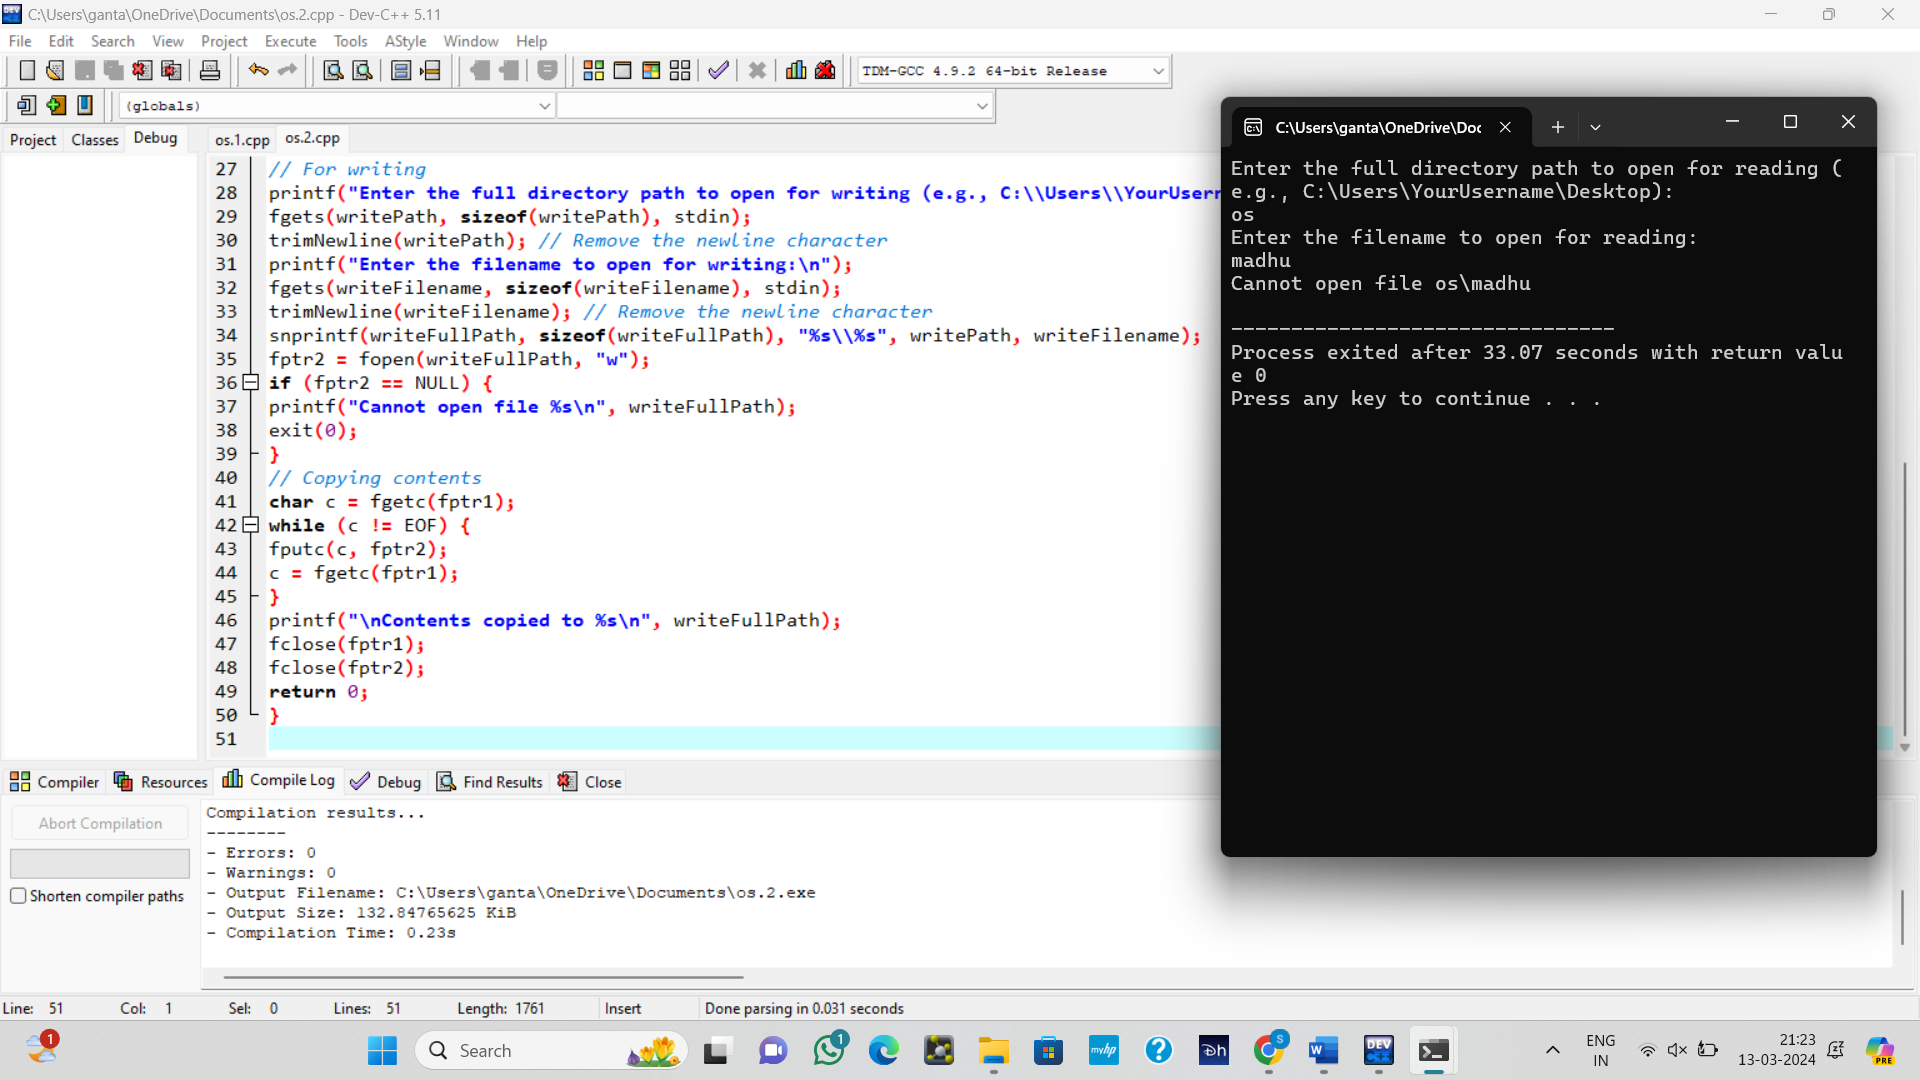 C:\Users\ganta\OneDrive\Documents\os.2.cpp - Dev-C++ 5.11
File Edit Search View Project Execute Tools AStyle Window Help
TDM-GCC 4.9.2 64-bit Release
(globals)
Project Classes Debug
os.1.cpp os.2.cpp
27 // For writing
28 printf("Enter the full directory path to open for writing (e.g., C:\\Users\\YourUser
29 fgets(writePath, sizeof(writePath), stdin);
30 trimNewline(writePath); // Remove the newline character
31 printf("Enter the filename to open for writing:\n");
32 fgets(writeFilename, sizeof(writeFilename), stdin);
33 trimNewline(writeFilename); // Remove the newline character
34 snprintf(writeFullPath, sizeof(writeFullPath), "%s\\%s", writePath, writeFilename);
35 fptr2 = fopen(writeFullPath, "w");
36 if (fptr2 == NULL) {
37 printf("Cannot open file %s\n", writeFullPath);
38 exit(0);
39 }
40 // Copying contents
41 char c = fgetc(fptr1);
42 while (c != EOF) {
43 fputc(c, fptr2);
44 c = fgetc(fptr1);
45 }
46 printf("\nContents copied to %s\n", writeFullPath);
47 fclose(fptr1);
48 fclose(fptr2);
49 return 0;
50 }
51
C:\Users\ganta\OneDrive\Doc
Enter the full directory path to open for reading (
e.g., C:\Users\YourUsername\Desktop):
os
Enter the filename to open for reading:
madhu
Cannot open file os\madhu
--------------------------------
Process exited after 33.07 seconds with return valu
e 0
Press any key to continue . . .
Compiler Resources Compile Log Debug Find Results Close
Abort Compilation
Shorten compiler paths
Compilation results...
--------
- Errors: 0
- Warnings: 0
- Output Filename: C:\Users\ganta\OneDrive\Documents\os.2.exe
- Output Size: 132.84765625 KiB
- Compilation Time: 0.23s
Line: 51 Col: 1 Sel: 0 Lines: 51 Length: 1761 Insert Done parsing in 0.031 seconds
1
Search
1
myhp
Dh
S
W
DEV C++
ENG
IN
21:23
13-03-2024
PRE